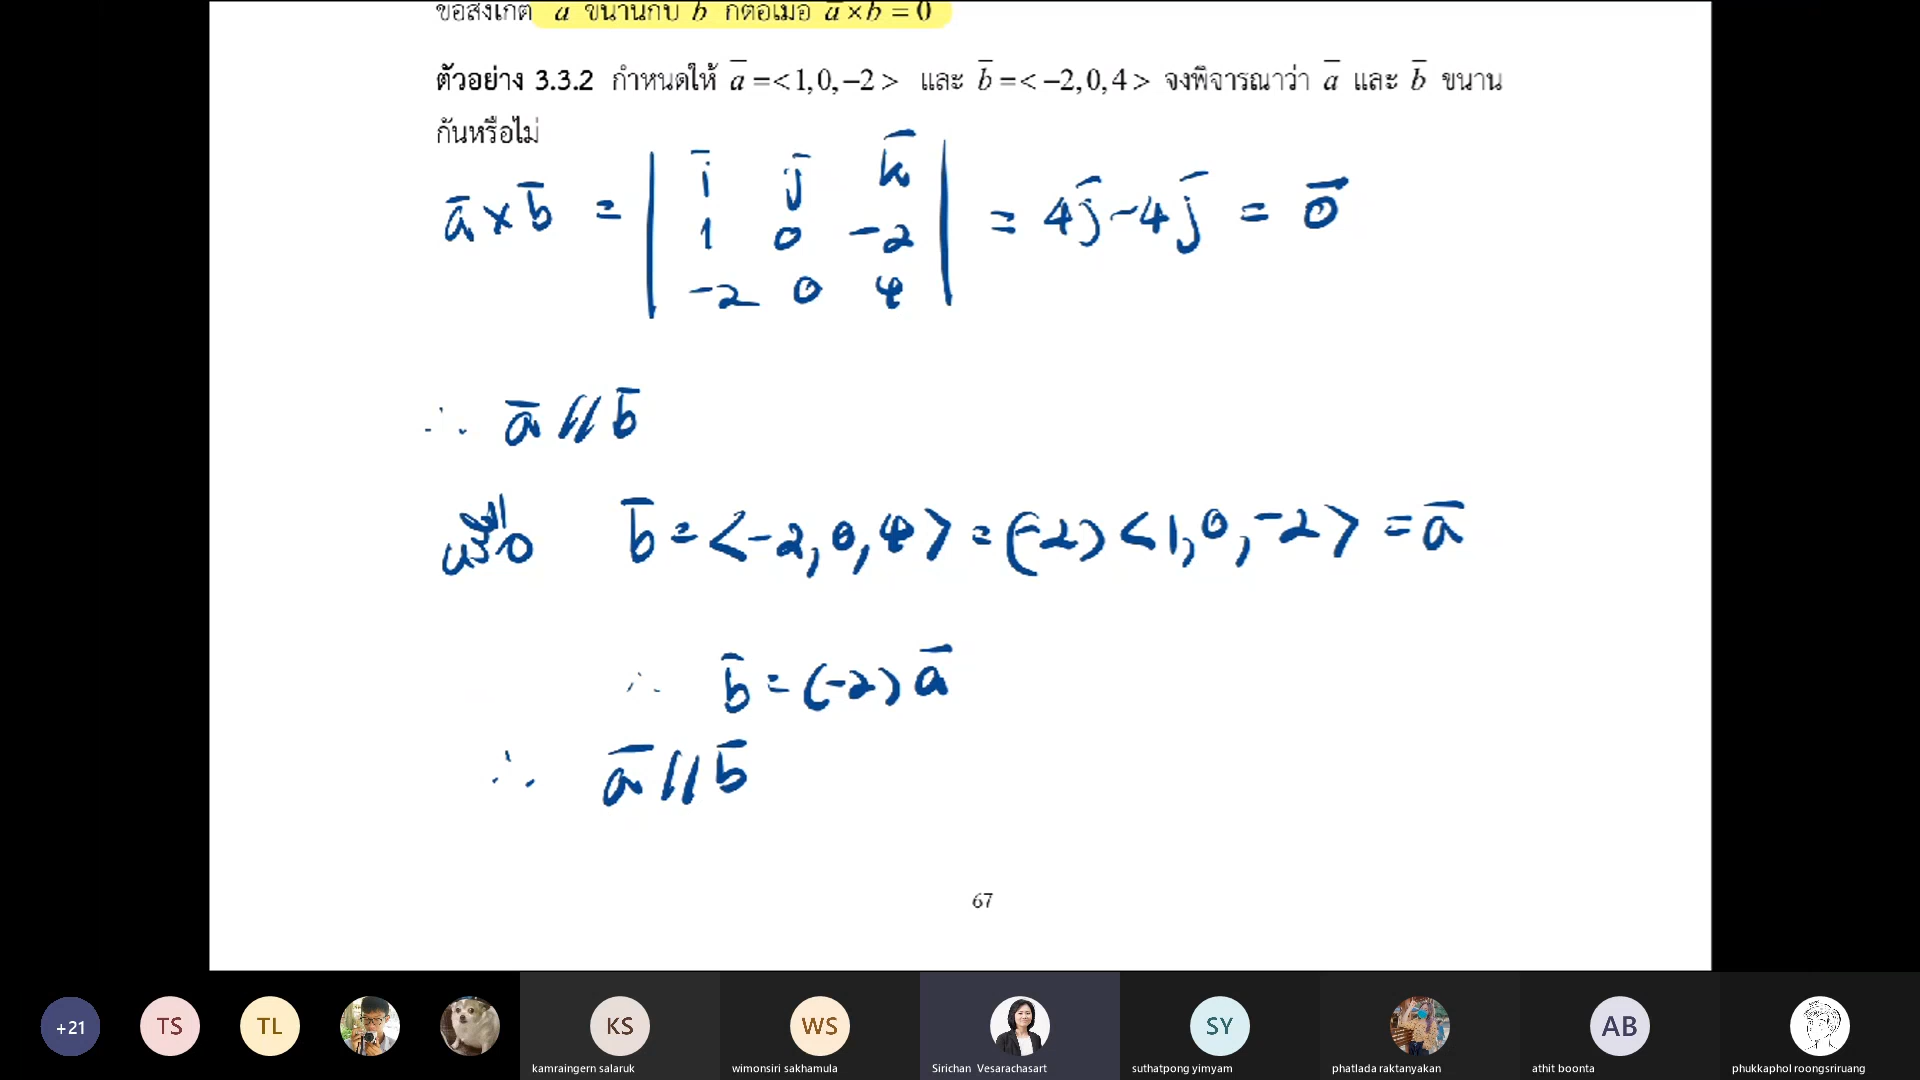 ข้อสังเกต a ขนานกับ b ก็ต่อเมื่อ a̅ × b = 0
ตัวอย่าง 3.3.2 กำหนดให้ a̅ =< 1, 0, −2 > และ b̅ =< −2, 0, 4 > จงพิจารณาว่า a̅ และ b̅ ขนาน
กันหรือไม่
a̅ × b̅ = | i̅ j̅ k̅ | = 4j̅ − 4j̅ = 0̅
1 0 −2
−2 0 4
∴ a̅ // b̅
b̅ = <−2, 0, 4> = (−2) <1, 0, −2> = a̅
∴ b̅ = (−2) a̅
∴ a̅ // b̅
67
+21 TS TL KS WS SY AB
kamraingern salaruk wimonsiri sakhamula Sirichan Vesarachasart suthatpong yimyam phatlada raktanyakan athit boonta phukkaphol roongsriruang